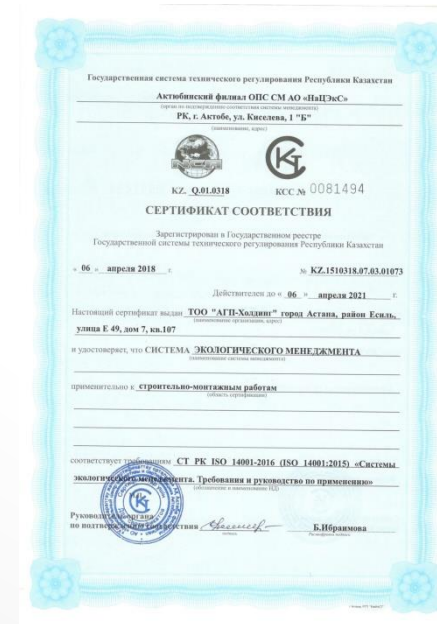 Государственная система технического регулирования Республики Казахстан
Актюбинский филиал ОПС СМ АО «НаЦЭкС»
(орган по подтверждению соответствия системы менеджмента)
РК, г. Актобе, ул. Киселева, 1 "Б"
(наименование, адрес)
KZ. Q.01.0318
КСС № 0081494
СЕРТИФИКАТ СООТВЕТСТВИЯ
Зарегистрирован в Государственном реестре
Государственной системы технического регулирования Республики Казахстан
« 06 » апреля 2018 г. № KZ.1510318.07.03.01073
Действителен до « 06 » апреля 2021 г.
Настоящий сертификат выдан ТОО "АГП-Холдинг" город Астана, район Есиль,
(наименование организации, адрес)
улица Е 49, дом 7, кв.107
и удостоверяет, что СИСТЕМА ЭКОЛОГИЧЕСКОГО МЕНЕДЖМЕНТА
(наименование системы менеджмента)
применительно к строительно-монтажным работам
(область сертификации)
соответствует требованиям СТ РК ISO 14001-2016 (ISO 14001:2015) «Системы
экологического менеджмента. Требования и руководство по применению»
(обозначение и наименование НД)
Руководитель органа
по подтверждению соответствия Б.Ибраимова
подпись